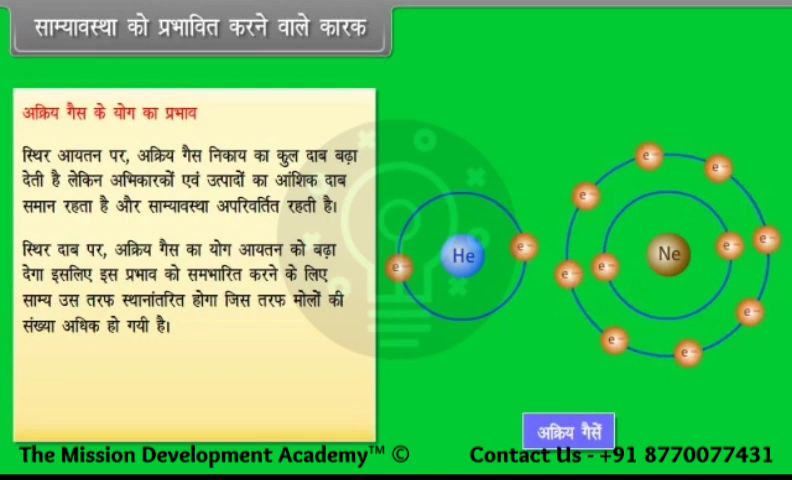 साम्यावस्था को प्रभावित करने वाले कारक
अक्रिय गैस के योग का प्रभाव
स्थिर आयतन पर, अक्रिय गैस निकाय का कुल दाब बढ़ा
देती है लेकिन अभिकारकों एवं उत्पादों का आंशिक दाब
समान रहता है और साम्यावस्था अपरिवर्तित रहती है।
स्थिर दाब पर, अक्रिय गैस का योग आयतन को बढ़ा
देगा इसलिए इस प्रभाव को समभारित करने के लिए
साम्य उस तरफ स्थानांतरित होगा जिस तरफ मोलों की
संख्या अधिक हो गयी है।
e−
He
e−
e−
e−
e−
e−
e−
Ne
e−
e−
e−
e−
e−
अक्रिय गैसें
The Mission Development Academy™ ©
Contact Us - +91 8770077431